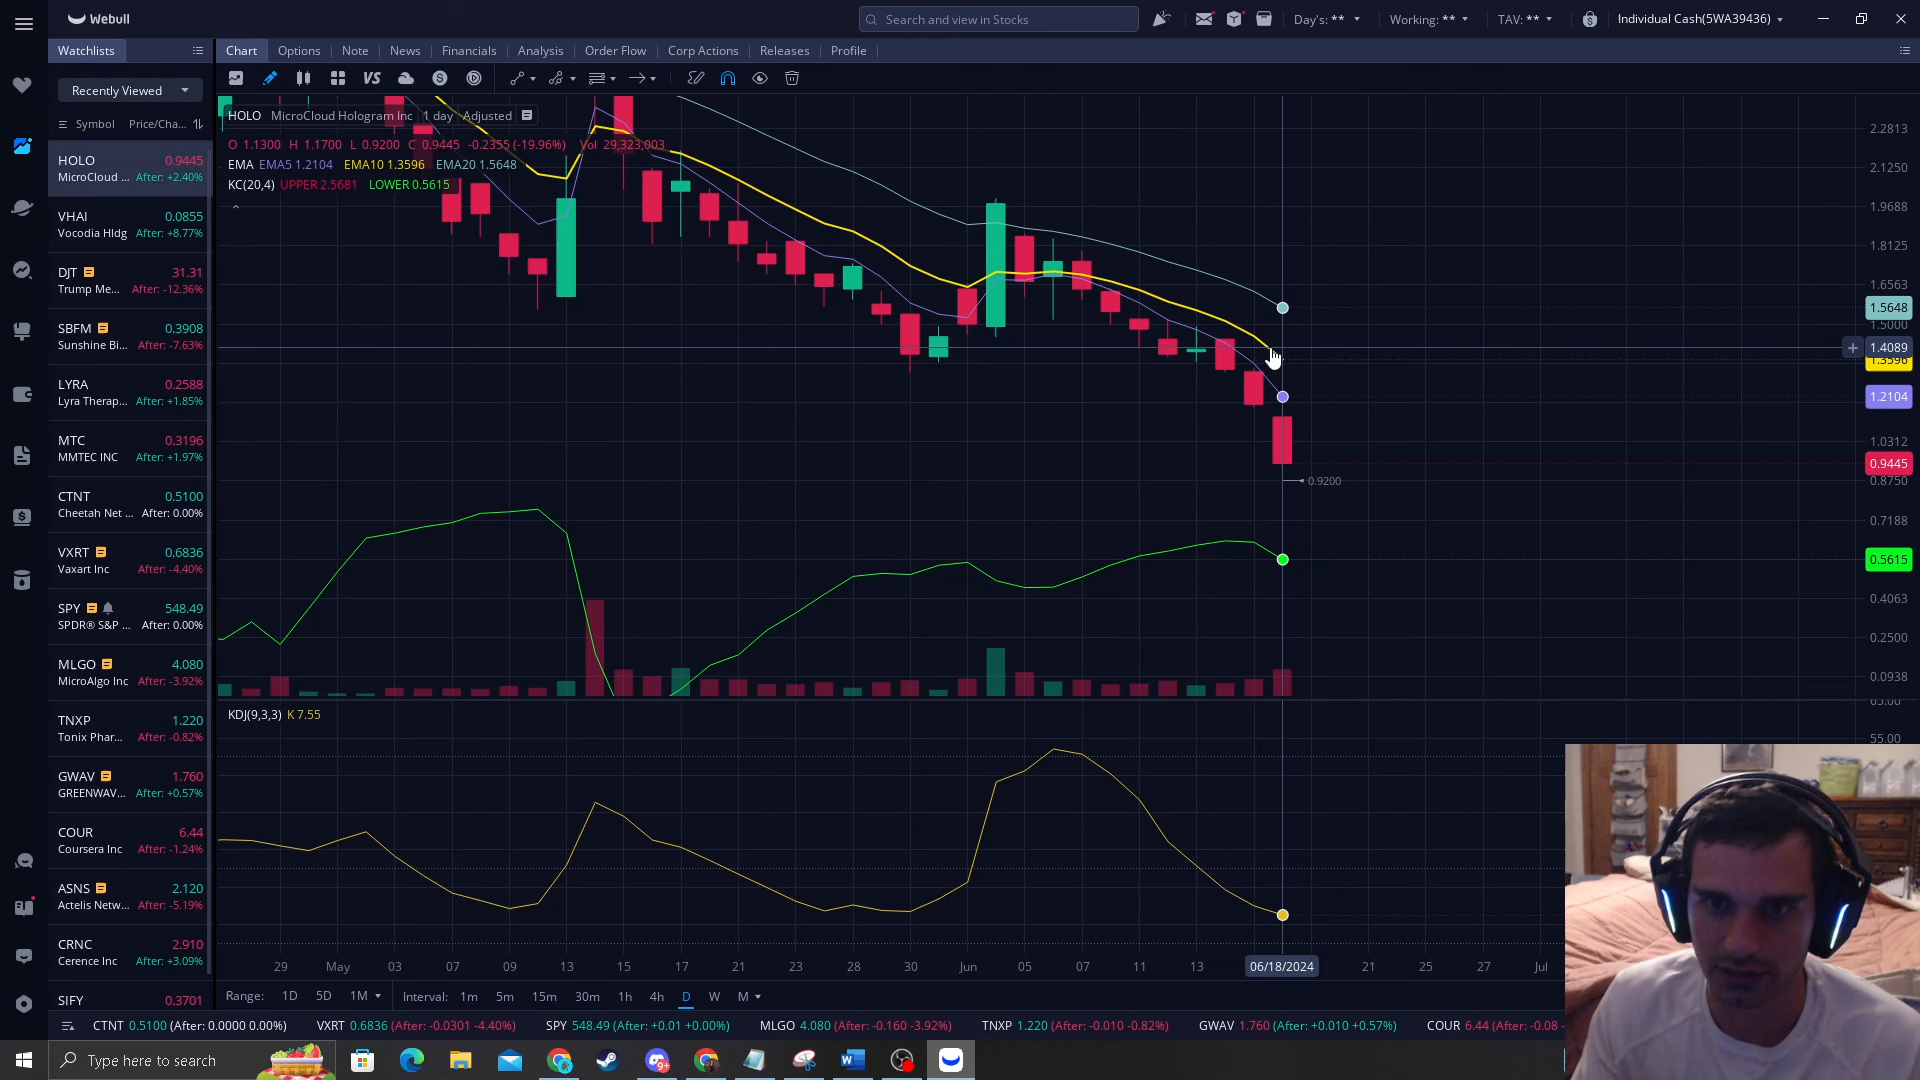 Webull
Search and view in Stocks
Day's: **
Working: **
TAV: **
Individual Cash(5WA39436)
Watchlists
Chart
Options
Note
News
Financials
Analysis
Order Flow
Corp Actions
Releases
Profile
Recently Viewed
VS
S
Symbol
Price/Cha...
HOLO 0.9445
MicroCloud ... After: +2.40%
VHAI 0.0855
Vocodia Hldg After: +8.77%
DJT 31.31
Trump Me... After: -12.36%
SBFM 0.3908
Sunshine Bi... After: -7.63%
LYRA 0.2588
Lyra Therap... After: +1.85%
MTC 0.3196
MMTEC INC After: +1.97%
CTNT 0.5100
Cheetah Net ... After: 0.00%
VXRT 0.6836
Vaxart Inc After: -4.40%
SPY 548.49
SPDR® S&P ... After: 0.00%
MLGO 4.080
MicroAlgo Inc After: -3.92%
TNXP 1.220
Tonix Phar... After: -0.82%
GWAV 1.760
GREENWAV... After: +0.57%
COUR 6.44
Coursera Inc After: -1.24%
ASNS 2.120
Actelis Netw... After: -5.19%
CRNC 2.910
Cerence Inc After: +3.09%
SIFY 0.3701
HOLO MicroCloud Hologram Inc 1 day Adjusted
O 1.1300 H 1.1700 L 0.9200 C 0.9445 -0.2355 (-19.96%) Vol 29,323,003
EMA EMA5 1.2104 EMA10 1.3596 EMA20 1.5648
KC(20,4) UPPER 2.5681 LOWER 0.5615
0.9200
2.2813
2.1250
1.9688
1.8125
1.6563
1.5648
1.5000
1.4089
1.3596
1.2104
1.0312
0.9445
0.8750
0.7188
0.5615
0.4063
0.2500
0.0938
KDJ(9,3,3) K 7.55
65.00
55.00
29 May 03 07 09 13 15 17 21 23 28 30 Jun 05 07 11 13 06/18/2024 21 25 27 Jul
Range: 1D 5D 1M Interval: 1m 5m 15m 30m 1h 4h D W M
CTNT 0.5100 (After: 0.0000 0.00%) VXRT 0.6836 (After: -0.0301 -4.40%) SPY 548.49 (After: +0.01 +0.00%) MLGO 4.080 (After: -0.160 -3.92%) TNXP 1.220 (After: -0.010 -0.82%) GWAV 1.760 (After: +0.010 +0.57%) COUR 6.44 (After: -0.08 -
Type here to search
9+
W